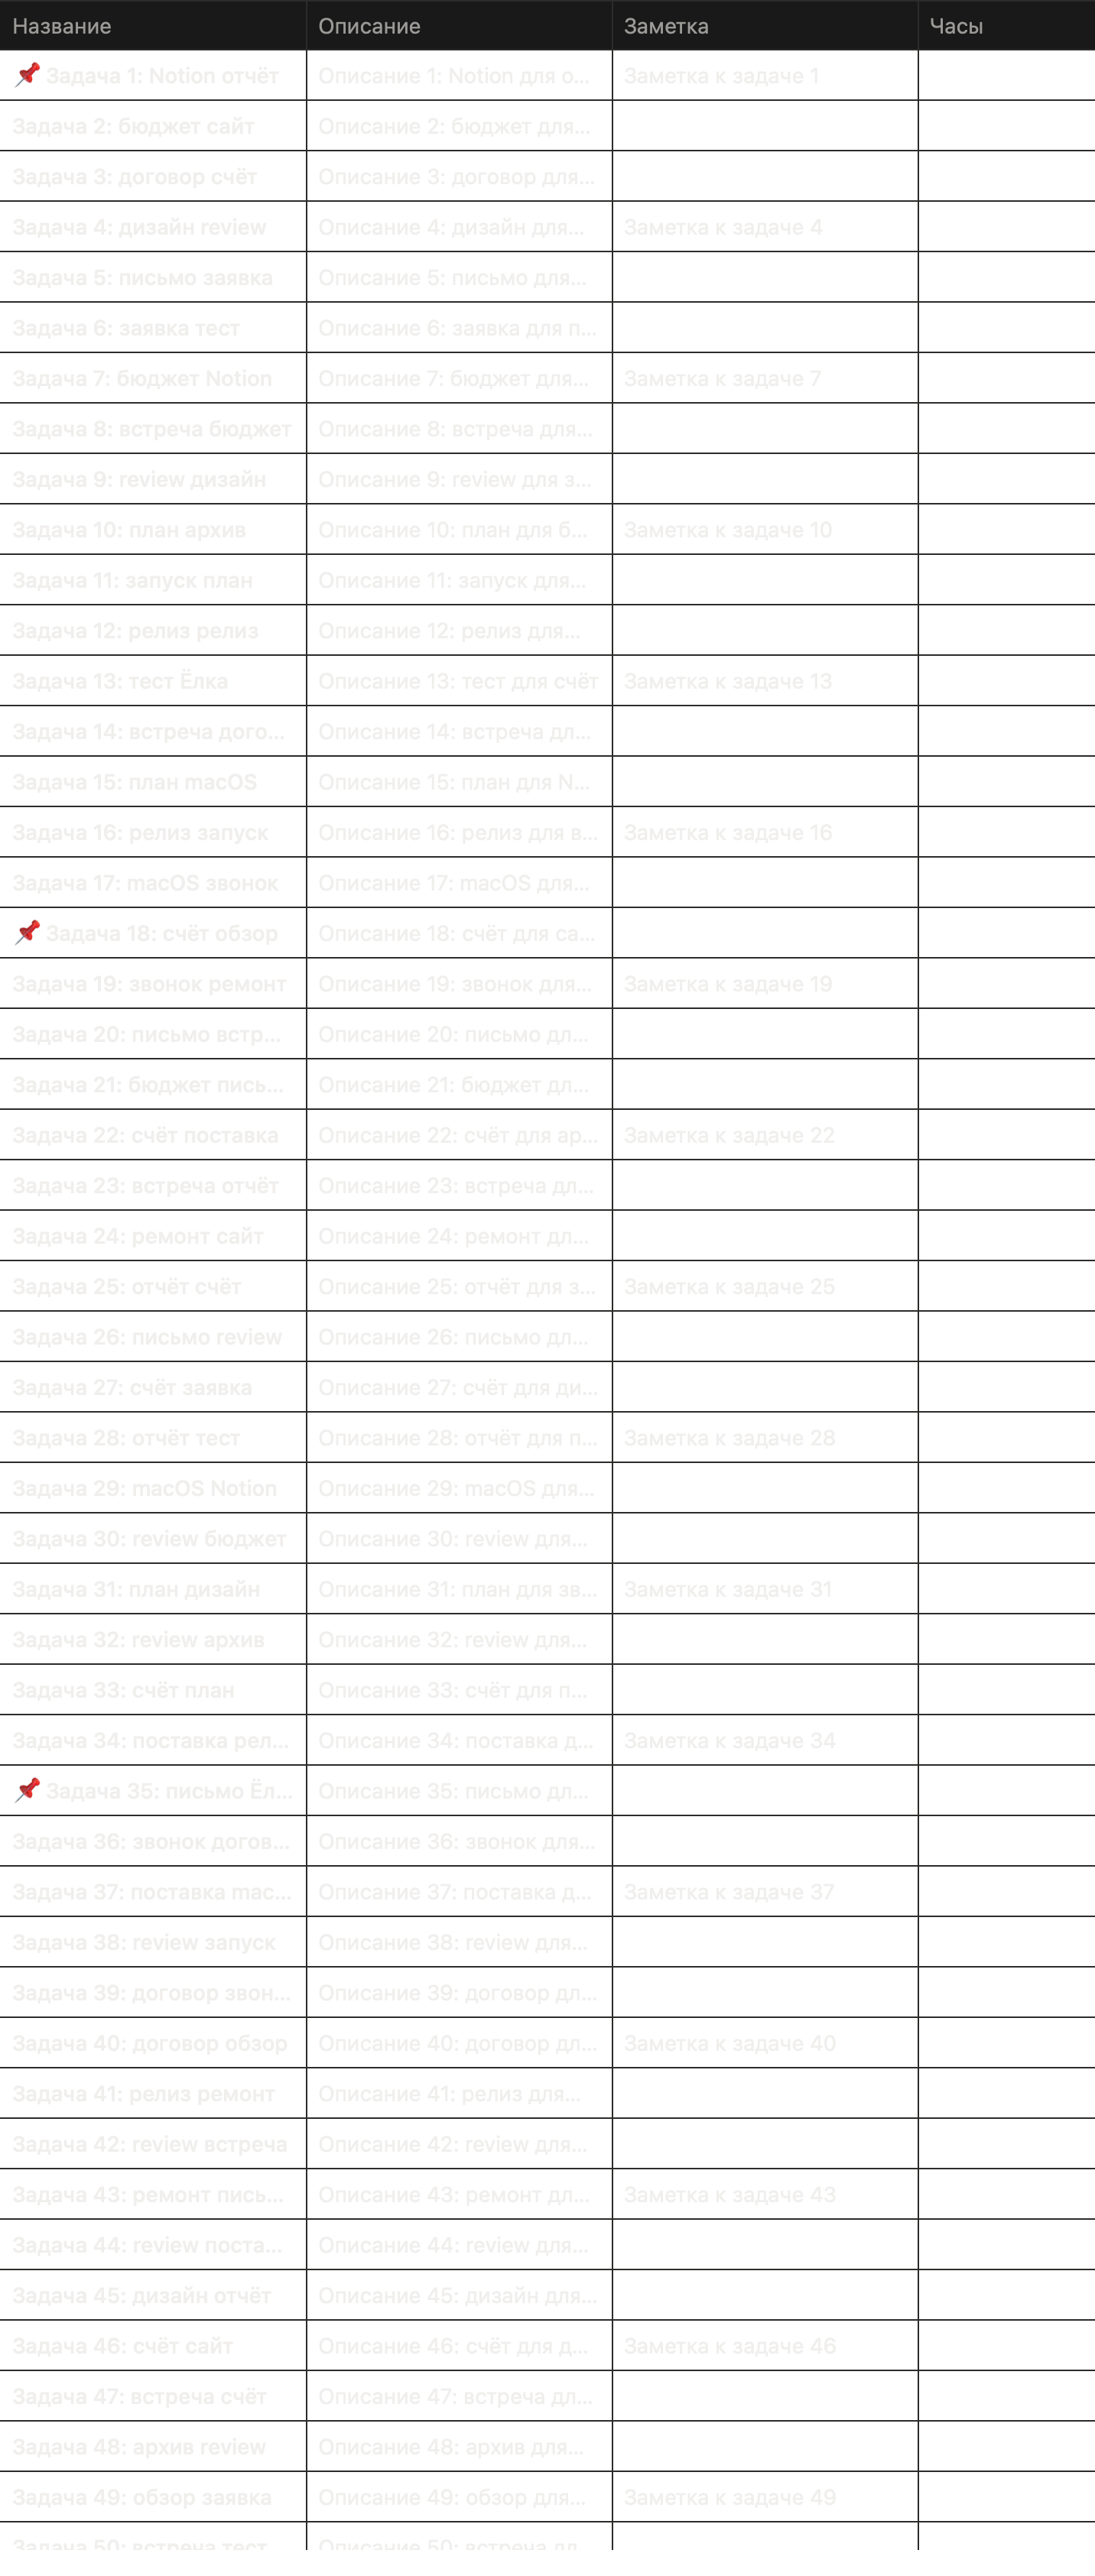 Название Описание Заметка Часы
📌 Задача 1: Notion отчёт Описание 1: Notion для о... Заметка к задаче 1
Задача 2: бюджет сайт Описание 2: бюджет для...
Задача 3: договор счёт Описание 3: договор для...
Задача 4: дизайн review Описание 4: дизайн для... Заметка к задаче 4
Задача 5: письмо заявка Описание 5: письмо для...
Задача 6: заявка тест Описание 6: заявка для п...
Задача 7: бюджет Notion Описание 7: бюджет для... Заметка к задаче 7
Задача 8: встреча бюджет Описание 8: встреча для...
Задача 9: review дизайн Описание 9: review для з...
Задача 10: план архив Описание 10: план для б... Заметка к задаче 10
Задача 11: запуск план Описание 11: запуск для...
Задача 12: релиз релиз Описание 12: релиз для...
Задача 13: тест Ёлка Описание 13: тест для счёт Заметка к задаче 13
Задача 14: встреча дого... Описание 14: встреча дл...
Задача 15: план macOS Описание 15: план для N...
Задача 16: релиз запуск Описание 16: релиз для в... Заметка к задаче 16
Задача 17: macOS звонок Описание 17: macOS для...
📌 Задача 18: счёт обзор Описание 18: счёт для са...
Задача 19: звонок ремонт Описание 19: звонок для... Заметка к задаче 19
Задача 20: письмо встр... Описание 20: письмо дл...
Задача 21: бюджет пись... Описание 21: бюджет дл...
Задача 22: счёт поставка Описание 22: счёт для ар... Заметка к задаче 22
Задача 23: встреча отчёт Описание 23: встреча дл...
Задача 24: ремонт сайт Описание 24: ремонт дл...
Задача 25: отчёт счёт Описание 25: отчёт для з... Заметка к задаче 25
Задача 26: письмо review Описание 26: письмо дл...
Задача 27: счёт заявка Описание 27: счёт для ди...
Задача 28: отчёт тест Описание 28: отчёт для п... Заметка к задаче 28
Задача 29: macOS Notion Описание 29: macOS для...
Задача 30: review бюджет Описание 30: review для...
Задача 31: план дизайн Описание 31: план для зв... Заметка к задаче 31
Задача 32: review архив Описание 32: review для...
Задача 33: счёт план Описание 33: счёт для п...
Задача 34: поставка рел... Описание 34: поставка д... Заметка к задаче 34
📌 Задача 35: письмо Ёл... Описание 35: письмо дл...
Задача 36: звонок догов... Описание 36: звонок для...
Задача 37: поставка mac... Описание 37: поставка д... Заметка к задаче 37
Задача 38: review запуск Описание 38: review для...
Задача 39: договор звон... Описание 39: договор дл...
Задача 40: договор обзор Описание 40: договор дл... Заметка к задаче 40
Задача 41: релиз ремонт Описание 41: релиз для...
Задача 42: review встреча Описание 42: review для...
Задача 43: ремонт пись... Описание 43: ремонт дл... Заметка к задаче 43
Задача 44: review поста... Описание 44: review для...
Задача 45: дизайн отчёт Описание 45: дизайн для...
Задача 46: счёт сайт Описание 46: счёт для д... Заметка к задаче 46
Задача 47: встреча счёт Описание 47: встреча дл...
Задача 48: архив review Описание 48: архив для...
Задача 49: обзор заявка Описание 49: обзор для... Заметка к задаче 49
Задача 50: встреча тест Описание 50: встреча дл...